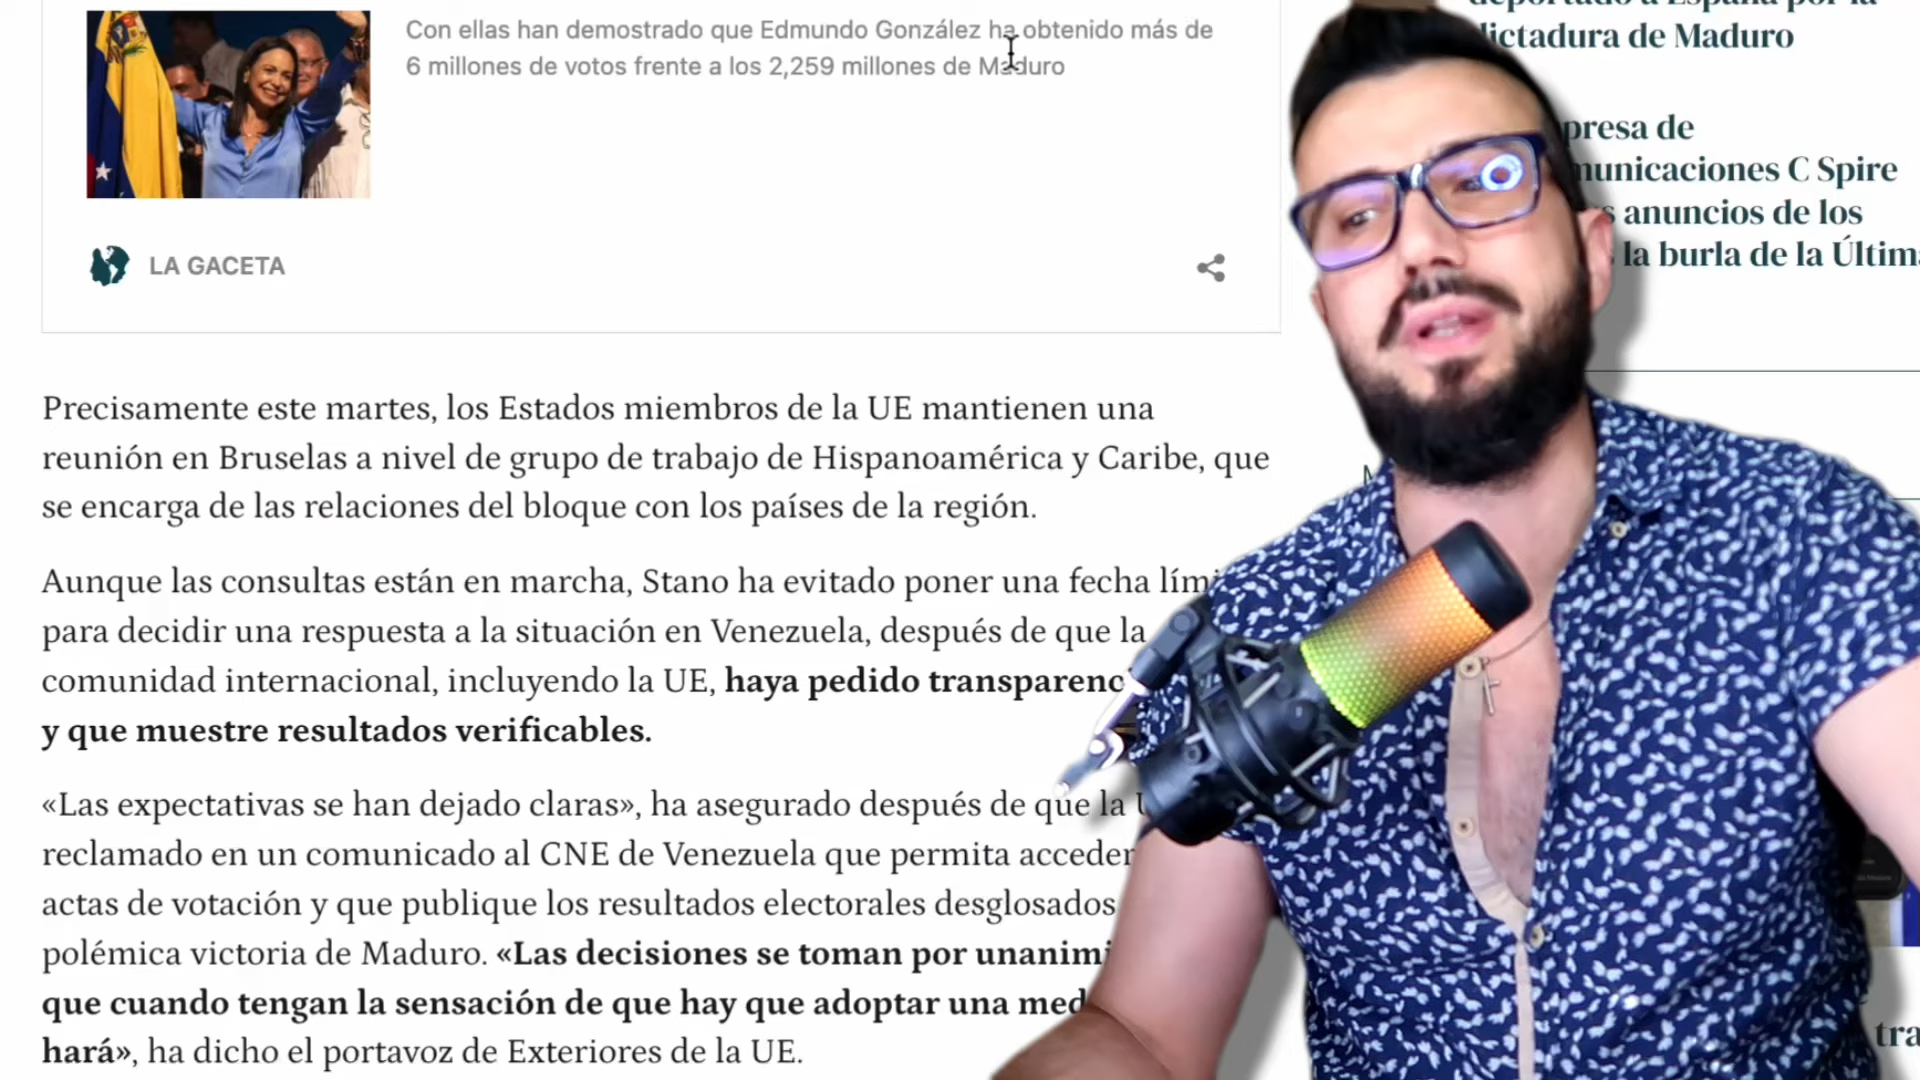 Con ellas han demostrado que Edmundo González ha obtenido más de
6 millones de votos frente a los 2,259 millones de Maduro
LA GACETA
Precisamente este martes, los Estados miembros de la UE mantienen una
reunión en Bruselas a nivel de grupo de trabajo de Hispanoamérica y Caribe, que
se encarga de las relaciones del bloque con los países de la región.
Aunque las consultas están en marcha, Stano ha evitado poner una fecha lími
para decidir una respuesta a la situación en Venezuela, después de que la
comunidad internacional, incluyendo la UE, haya pedido transparenc
y que muestre resultados verificables.
«Las expectativas se han dejado claras», ha asegurado después de que la U
reclamado en un comunicado al CNE de Venezuela que permita acceder
actas de votación y que publique los resultados electorales desglosados
polémica victoria de Maduro. «Las decisiones se toman por unanimi
que cuando tengan la sensación de que hay que adoptar una med
hará», ha dicho el portavoz de Exteriores de la UE.
deportado a España por la
dictadura de Maduro
presa de
municaciones C Spire
s anuncios de los
la burla de la Última
M
tra